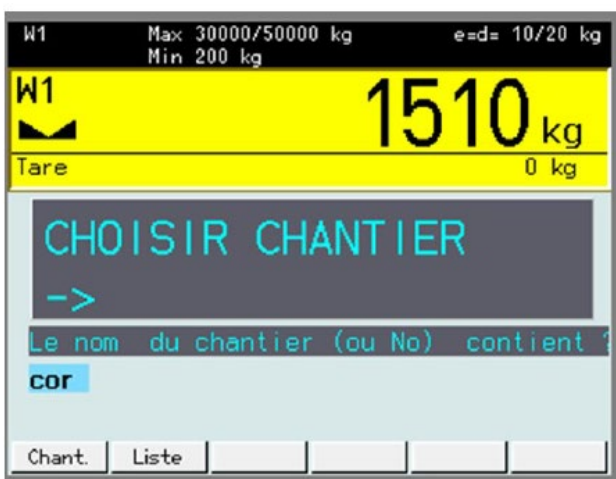 W1 Max 30000/50000 kg e=d= 10/20 kg
Min 200 kg
W1
1510 kg
Tare 0 kg
CHOISIR CHANTIER
->
Le nom du chantier (ou No) contient ?
cor
Chant. Liste